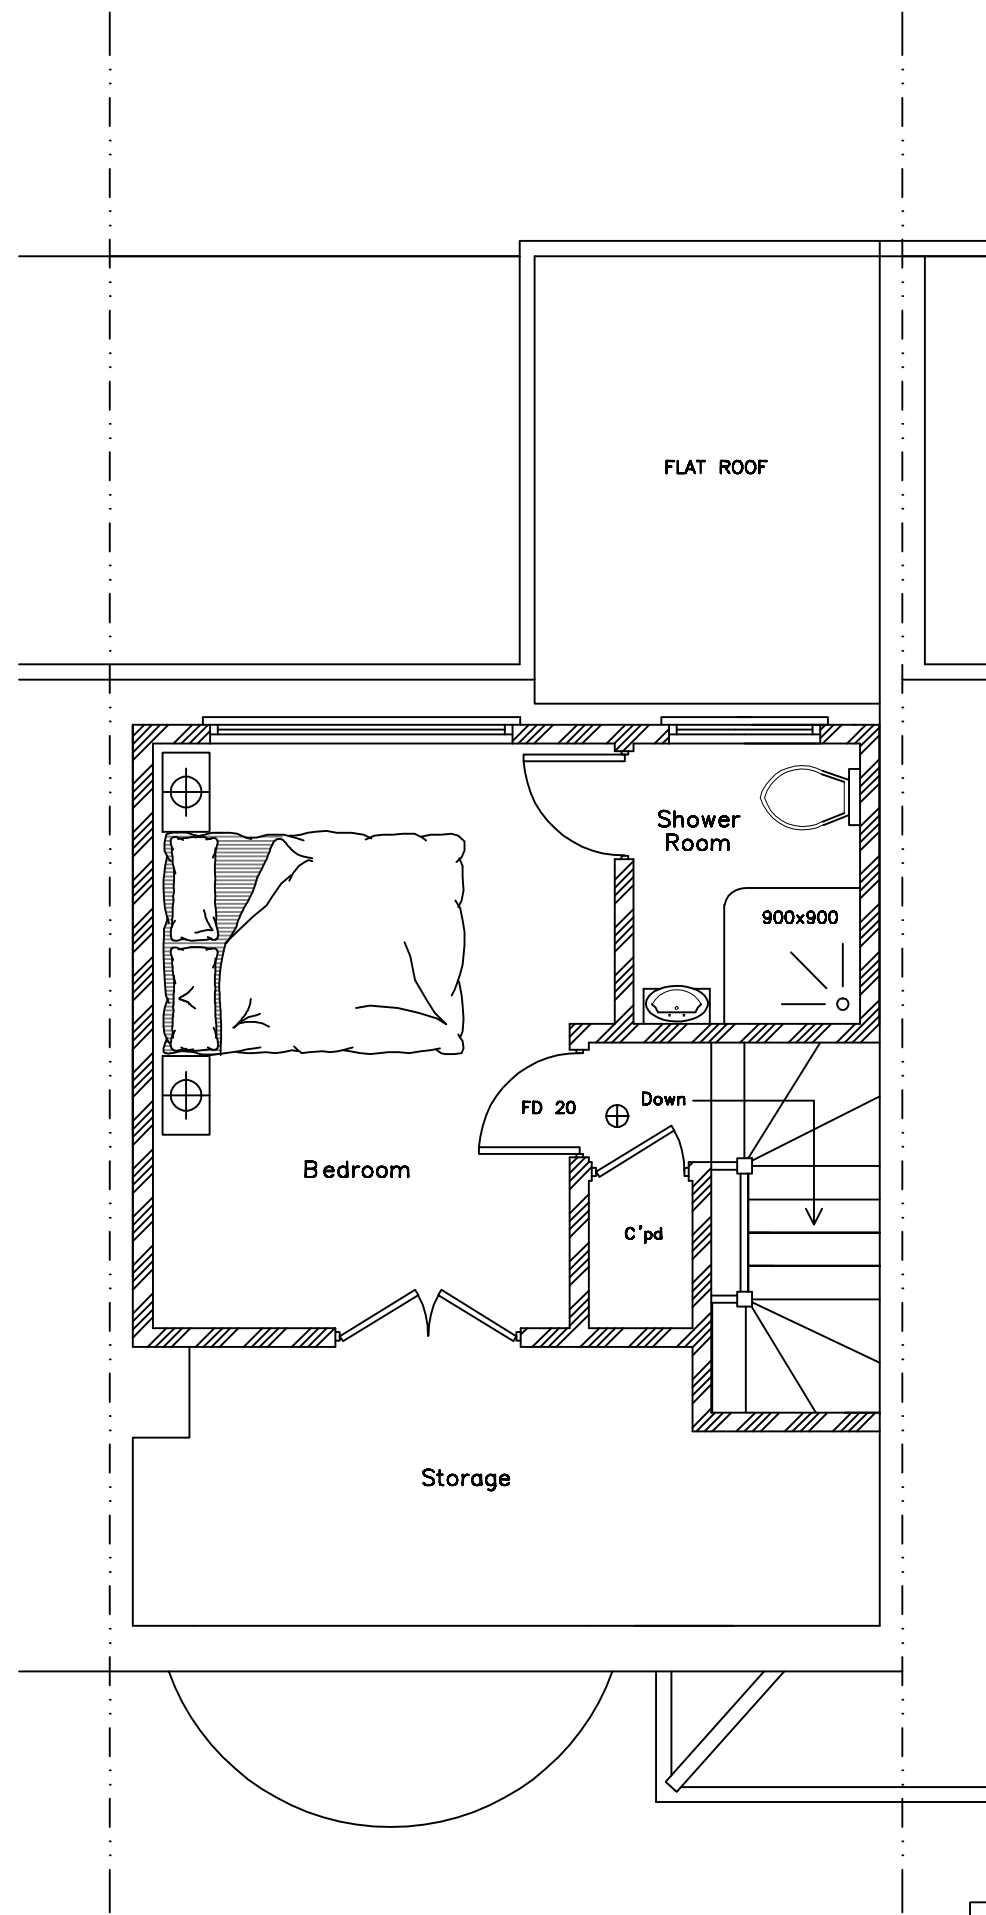 FLAT ROOF
Shower
Room
900x900
FD 20
Down
Bedroom
C'pd
Storage